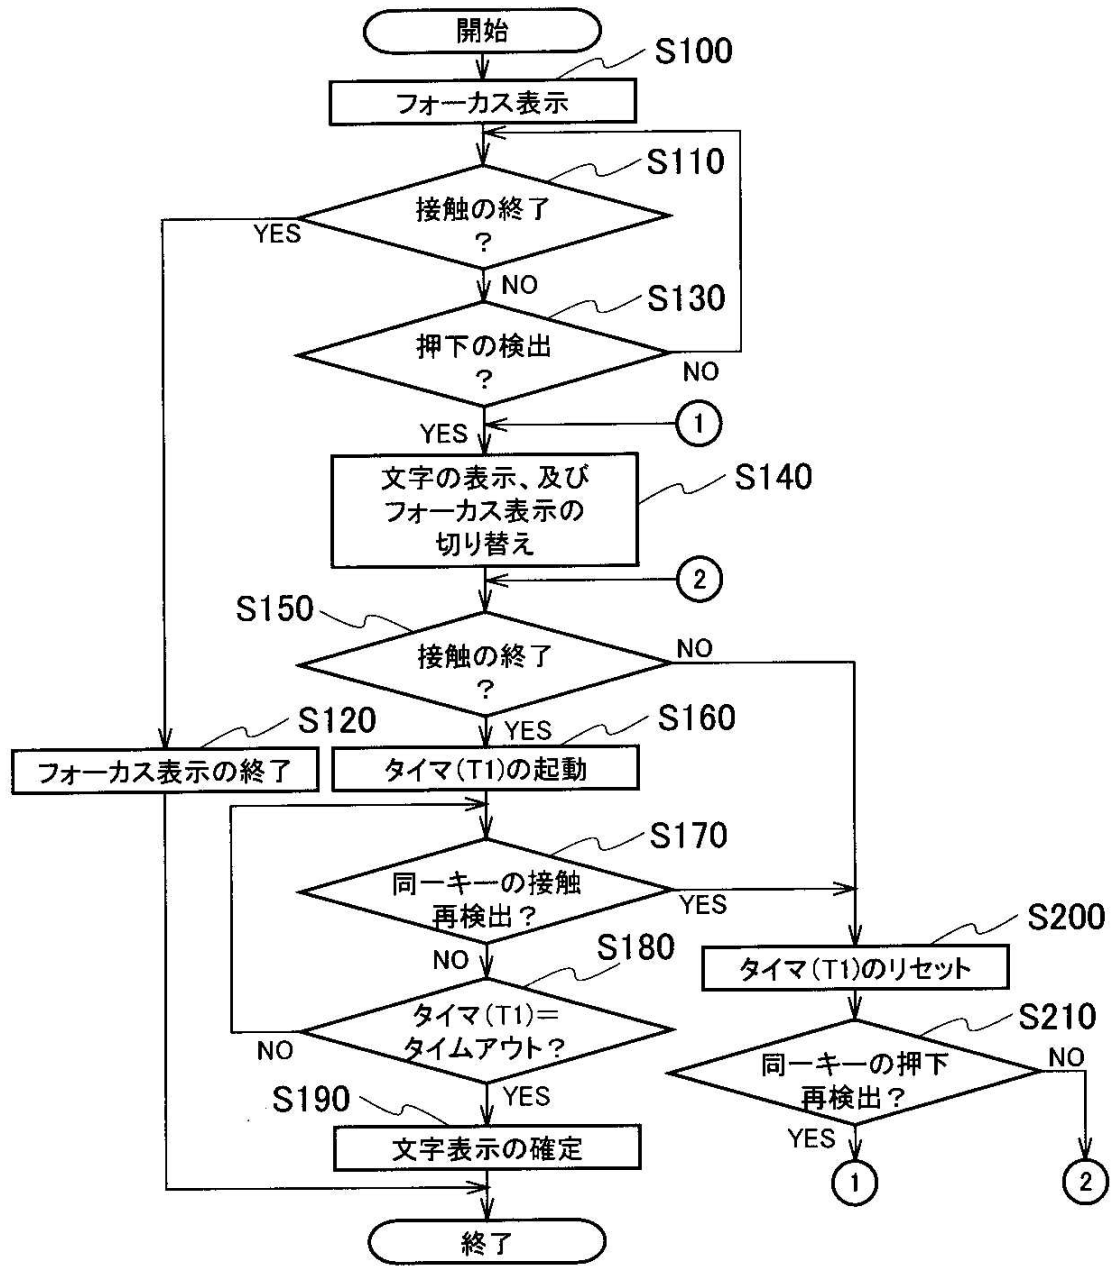 開始
S100
フォーカス表示
S110
接触の終了
?
YES
NO
S130
押下の検出
?
NO
YES
1
文字の表示、及び
フォーカス表示の
切り替え
S140
2
S150
接触の終了
?
NO
YES
S120
フォーカス表示の終了
S160
タイマ(T1)の起動
S170
同一キーの接触
再検出?
YES
NO
S180
タイマ(T1)=
タイムアウト?
NO
YES
S200
タイマ(T1)のリセット
S210
同一キーの押下
再検出?
NO
YES
1
2
S190
文字表示の確定
終了